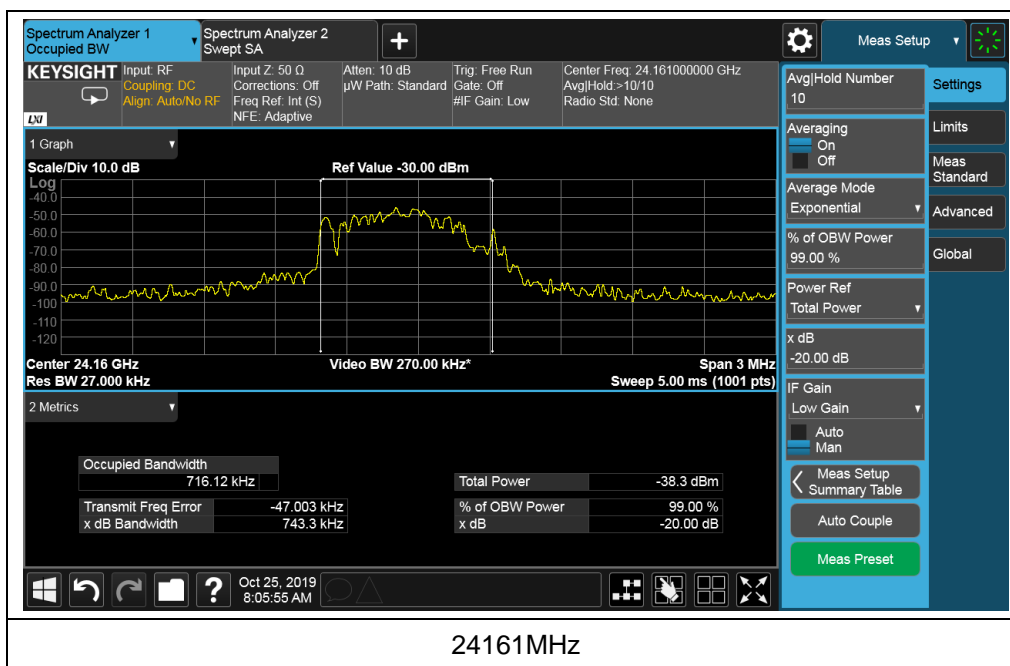 Spectrum Analyzer 1
Occupied BW
Spectrum Analyzer 2
Swept SA
Meas Setup
KEYSIGHT
LXI
Input: RF
Coupling: DC
Align: Auto/No RF
Input Z: 50 Ω
Corrections: Off
Freq Ref: Int (S)
NFE: Adaptive
Atten: 10 dB
µW Path: Standard
Trig: Free Run
Gate: Off
#IF Gain: Low
Center Freq: 24.161000000 GHz
Avg|Hold:>10/10
Radio Std: None
1 Graph
Scale/Div 10.0 dB
Ref Value -30.00 dBm
Log
-40.0
-50.0
-60.0
-70.0
-80.0
-90.0
-100
-110
-120
Center 24.16 GHz
Video BW 270.00 kHz*
Span 3 MHz
Res BW 27.000 kHz
Sweep 5.00 ms (1001 pts)
2 Metrics
Occupied Bandwidth
716.12 kHz
Total Power -38.3 dBm
Transmit Freq Error -47.003 kHz
% of OBW Power 99.00 %
x dB Bandwidth 743.3 kHz
x dB -20.00 dB
Avg|Hold Number
10
Averaging
On
Off
Average Mode
Exponential
% of OBW Power
99.00 %
Power Ref
Total Power
x dB
-20.00 dB
IF Gain
Low Gain
Auto
Man
Meas Setup
Summary Table
Auto Couple
Meas Preset
Settings
Limits
Meas
Standard
Advanced
Global
?
Oct 25, 2019
8:05:55 AM
24161MHz